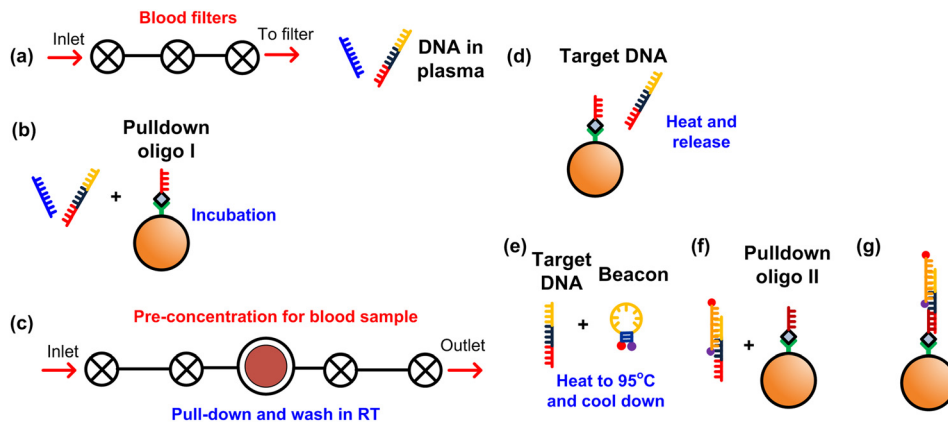 (a)
Blood filters
Inlet
To filter
DNA in
plasma
(b)
Pulldown
oligo I
+
Incubation
(c)
Pre-concentration for blood sample
Inlet
Outlet
Pull-down and wash in RT
(d)
Target DNA
Heat and
release
(e)
Target
DNA
Beacon
+
Heat to 95°C
and cool down
(f)
Pulldown
oligo II
+
(g)